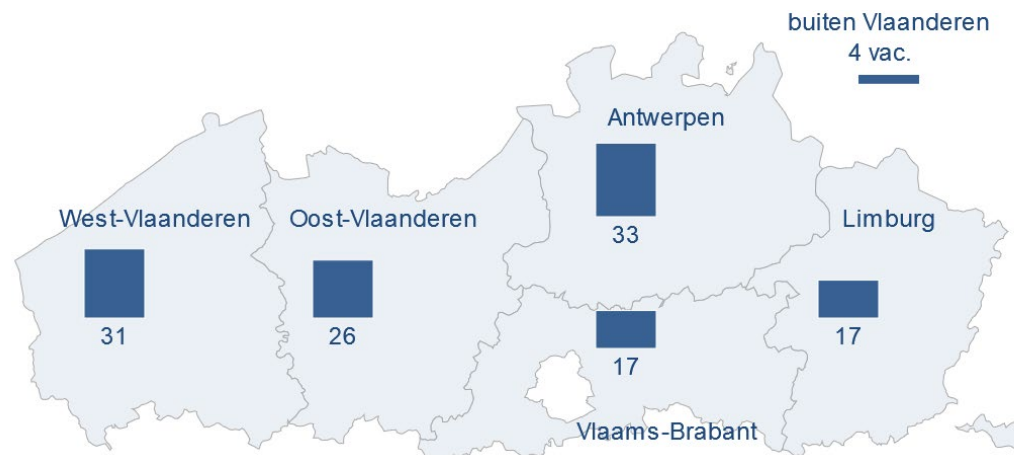 buiten Vlaanderen
4 vac.
Antwerpen
33
West-Vlaanderen
31
Oost-Vlaanderen
26
Limburg
17
17
Vlaams-Brabant